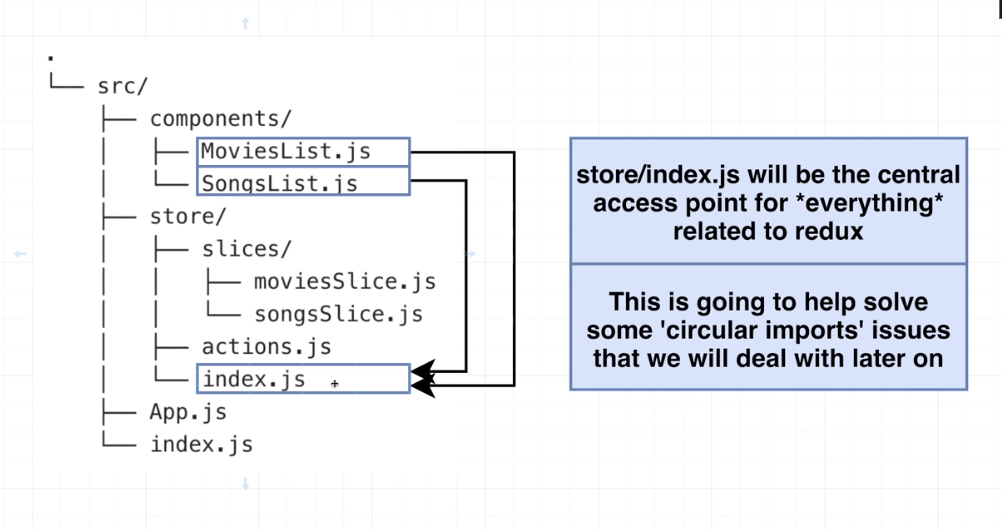 .
└── src/
├── components/
│ ├── MoviesList.js
│ └── SongsList.js
├── store/
│ ├── slices/
│ │ ├── moviesSlice.js
│ │ └── songsSlice.js
│ ├── actions.js
│ └── index.js
├── App.js
└── index.js
store/index.js will be the central
access point for *everything*
related to redux
This is going to help solve
some 'circular imports' issues
that we will deal with later on